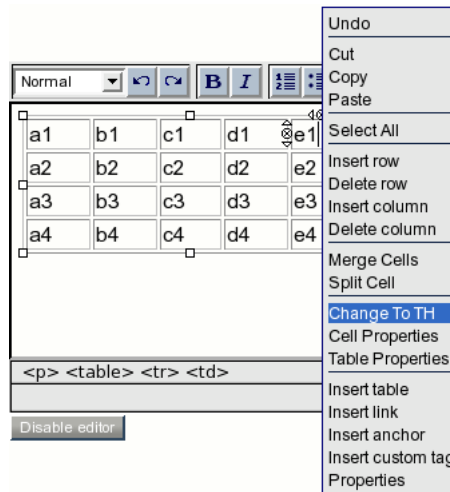 Normal B I
a1 b1 c1 d1 e1
a2 b2 c2 d2 e2
a3 b3 c3 d3 e3
a4 b4 c4 d4 e4
<p> <table> <tr> <td>
Disable editor
Undo
Cut
Copy
Paste
Select All
Insert row
Delete row
Insert column
Delete column
Merge Cells
Split Cell
Change To TH
Cell Properties
Table Properties
Insert table
Insert link
Insert anchor
Insert custom tag
Properties